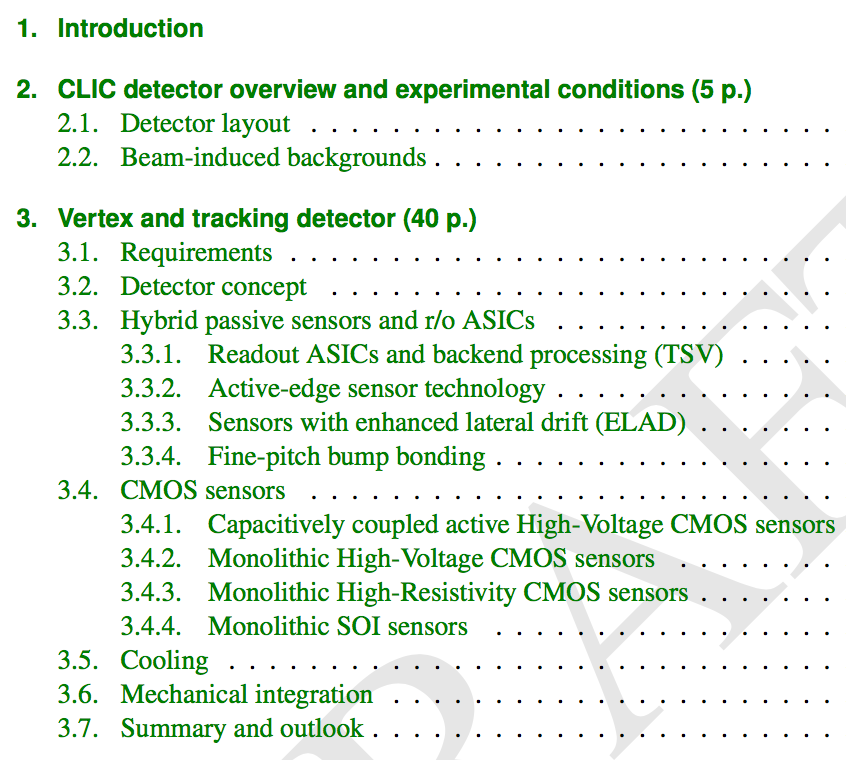 1. Introduction
2. CLIC detector overview and experimental conditions (5 p.)
2.1. Detector layout . . . . . . . . . . . . . . . . . . . . . . . . . .
2.2. Beam-induced backgrounds . . . . . . . . . . . . . . . . . . . .
3. Vertex and tracking detector (40 p.)
3.1. Requirements . . . . . . . . . . . . . . . . . . . . . . . . . . .
3.2. Detector concept . . . . . . . . . . . . . . . . . . . . . . . . .
3.3. Hybrid passive sensors and r/o ASICs . . . . . . . . . . . . . .
3.3.1. Readout ASICs and backend processing (TSV) . . . . .
3.3.2. Active-edge sensor technology . . . . . . . . . . . . . .
3.3.3. Sensors with enhanced lateral drift (ELAD) . . . . . . .
3.3.4. Fine-pitch bump bonding . . . . . . . . . . . . . . . . .
3.4. CMOS sensors . . . . . . . . . . . . . . . . . . . . . . . . . .
3.4.1. Capacitively coupled active High-Voltage CMOS sensors
3.4.2. Monolithic High-Voltage CMOS sensors . . . . . . . .
3.4.3. Monolithic High-Resistivity CMOS sensors . . . . . . .
3.4.4. Monolithic SOI sensors . . . . . . . . . . . . . . . . .
3.5. Cooling . . . . . . . . . . . . . . . . . . . . . . . . . . . . . .
3.6. Mechanical integration . . . . . . . . . . . . . . . . . . . . . .
3.7. Summary and outlook . . . . . . . . . . . . . . . . . . . . . . .